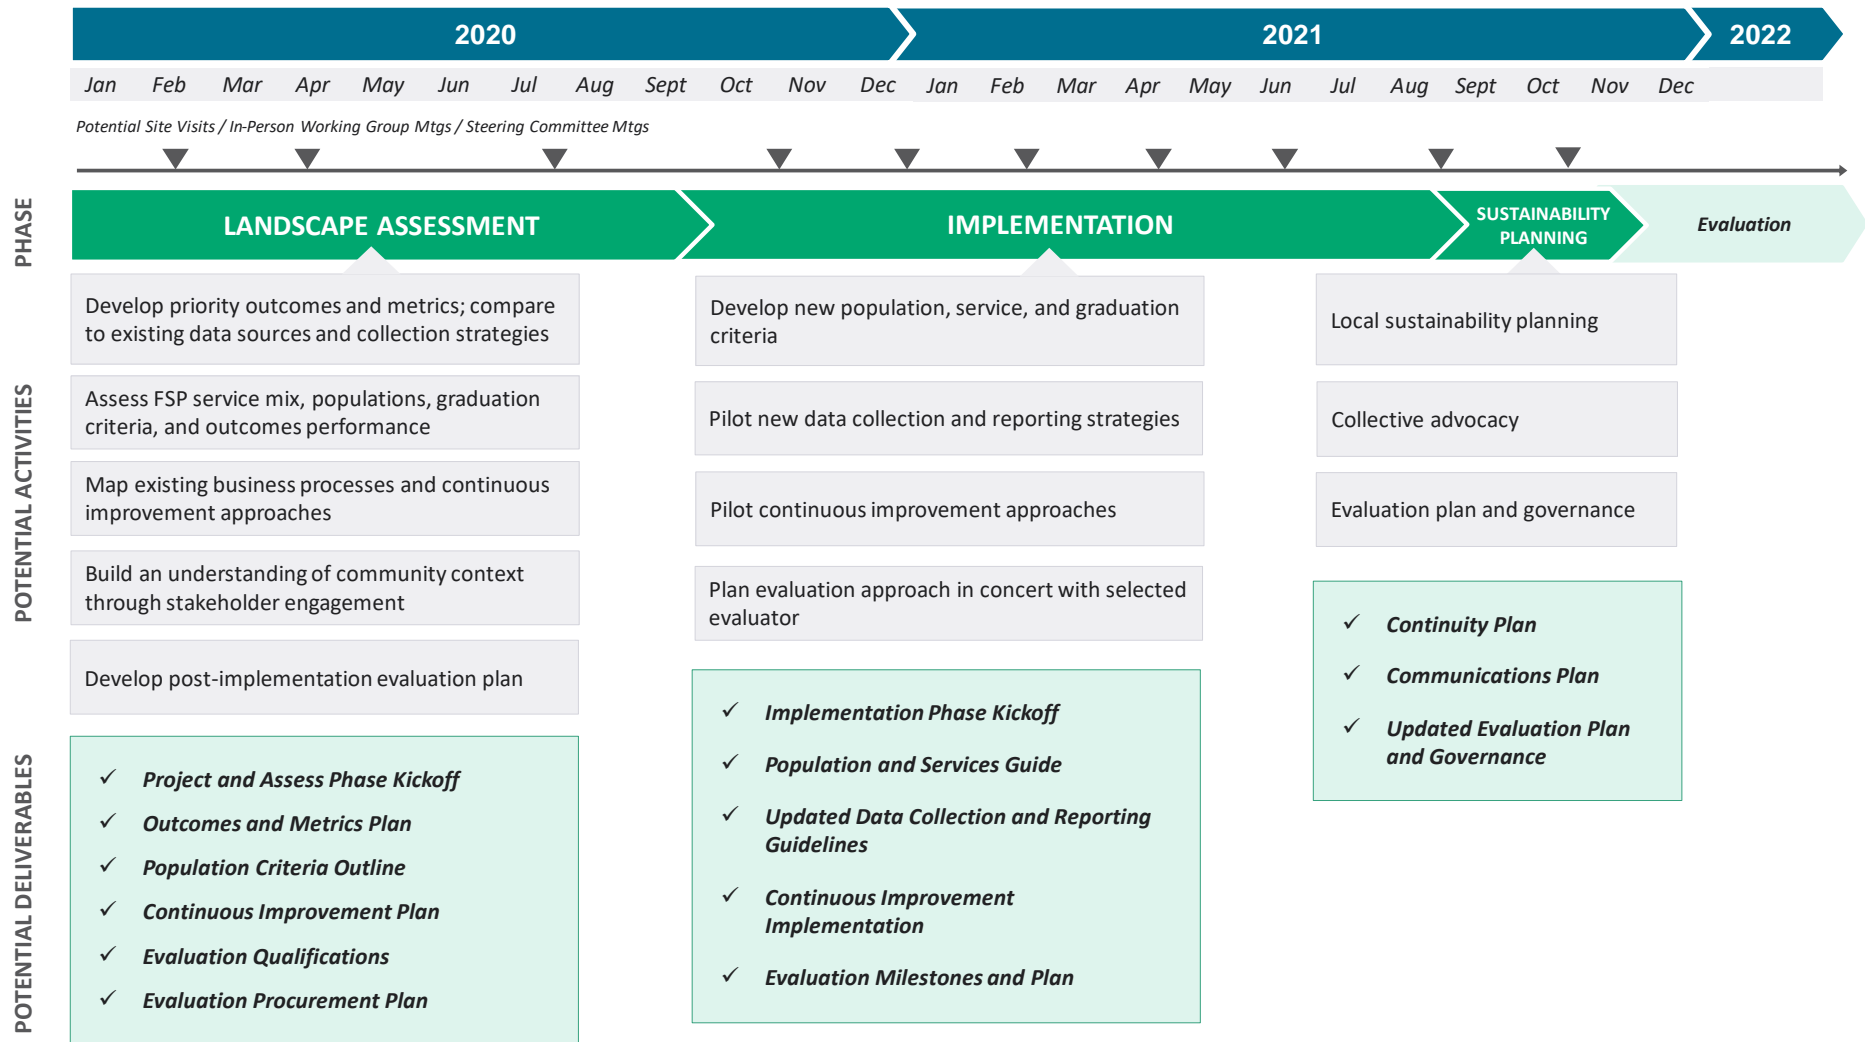 2020
2021
2022
Jan Feb Mar Apr May Jun Jul Aug Sept Oct Nov Dec Jan Feb Mar Apr May Jun Jul Aug Sept Oct Nov Dec
Potential Site Visits / In-Person Working Group Mtgs / Steering Committee Mtgs
PHASE
LANDSCAPE ASSESSMENT
IMPLEMENTATION
SUSTAINABILITY
PLANNING
Evaluation
POTENTIAL ACTIVITIES
Develop priority outcomes and metrics; compare
to existing data sources and collection strategies
Assess FSP service mix, populations, graduation
criteria, and outcomes performance
Map existing business processes and continuous
improvement approaches
Build an understanding of community context
through stakeholder engagement
Develop post-implementation evaluation plan
Develop new population, service, and graduation
criteria
Pilot new data collection and reporting strategies
Pilot continuous improvement approaches
Plan evaluation approach in concert with selected
evaluator
Local sustainability planning
Collective advocacy
Evaluation plan and governance
POTENTIAL DELIVERABLES
✓ Project and Assess Phase Kickoff
✓ Outcomes and Metrics Plan
✓ Population Criteria Outline
✓ Continuous Improvement Plan
✓ Evaluation Qualifications
✓ Evaluation Procurement Plan
✓ Implementation Phase Kickoff
✓ Population and Services Guide
✓ Updated Data Collection and Reporting
Guidelines
✓ Continuous Improvement
Implementation
✓ Evaluation Milestones and Plan
✓ Continuity Plan
✓ Communications Plan
✓ Updated Evaluation Plan
and Governance